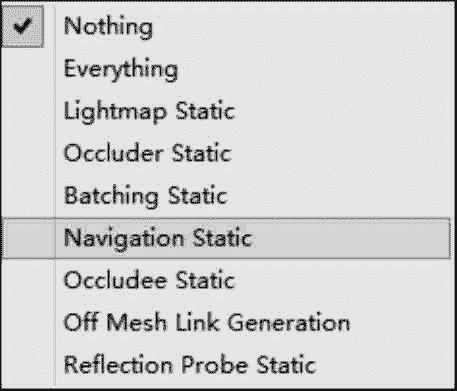 Nothing
Everything
Lightmap Static
Occluder Static
Batching Static
Navigation Static
Occludee Static
Off Mesh Link Generation
Reflection Probe Static